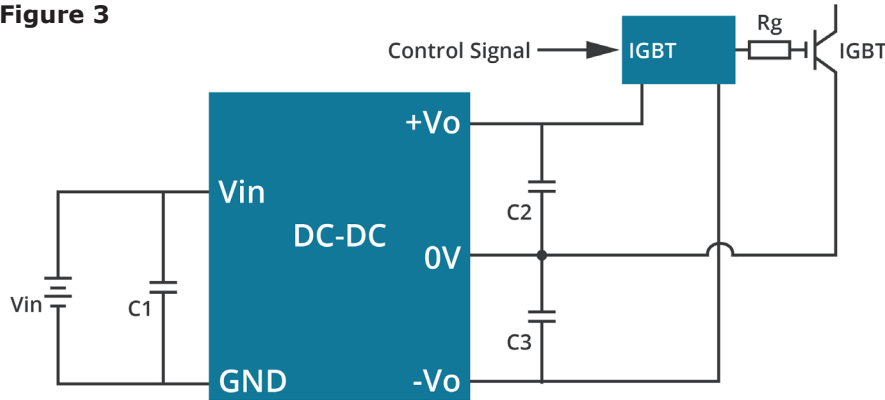 Figure 3
Rg
Control Signal
IGBT
IGBT
+Vo
Vin
C2
DC-DC
0V
Vin
C1
C3
GND
-Vo